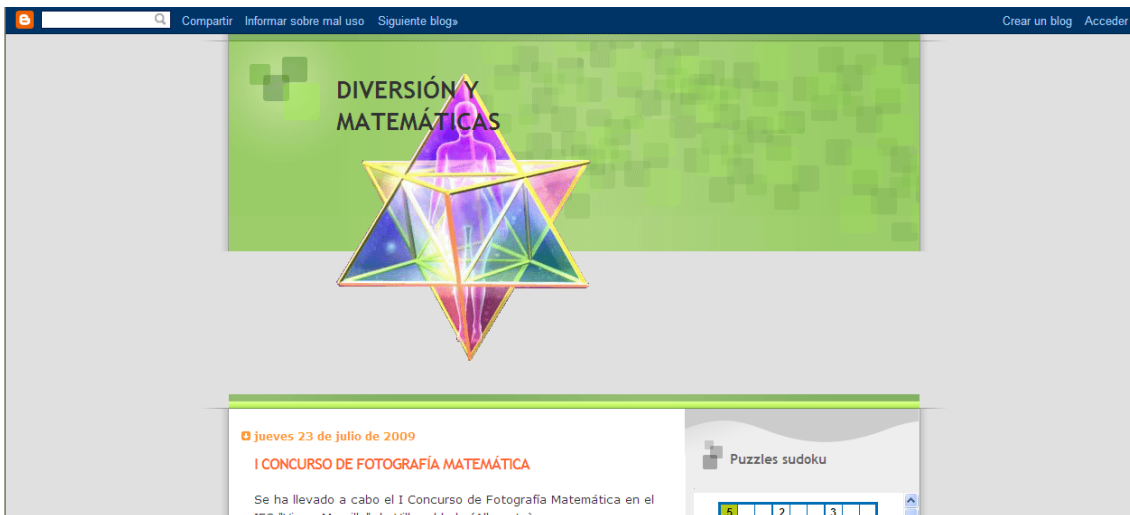 Compartir Informar sobre mal uso Siguiente blog» Crear un blog Acceder
DIVERSIÓN Y
MATEMÁTICAS
jueves 23 de julio de 2009
I CONCURSO DE FOTOGRAFÍA MATEMÁTICA
Se ha llevado a cabo el I Concurso de Fotografía Matemática en el
Puzzles sudoku
5 2 3